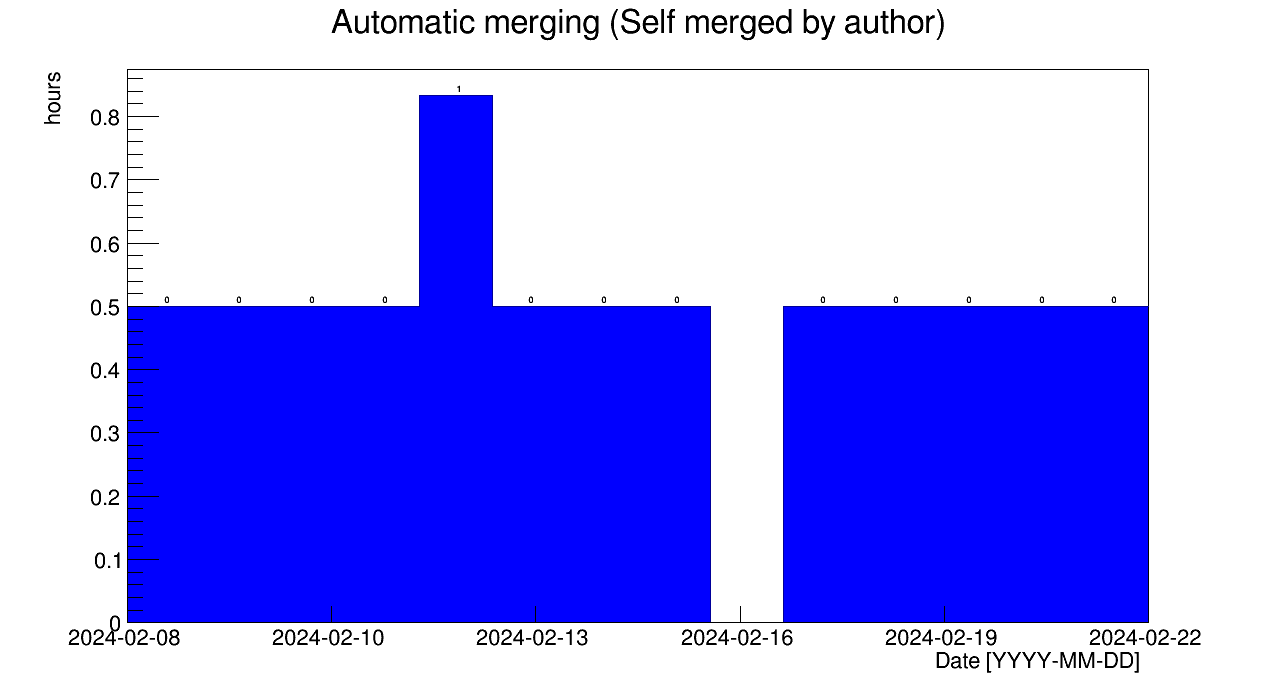 Automatic merging (Self merged by author)
hours
0.8
0.7
0.6
0.5
0.4
0.3
0.2
0.1
0
1
0 0 0 0 0 0 0 0 0 0 0 0
2024-02-08 2024-02-10 2024-02-13 2024-02-16 2024-02-19 2024-02-22
Date [YYYY-MM-DD]